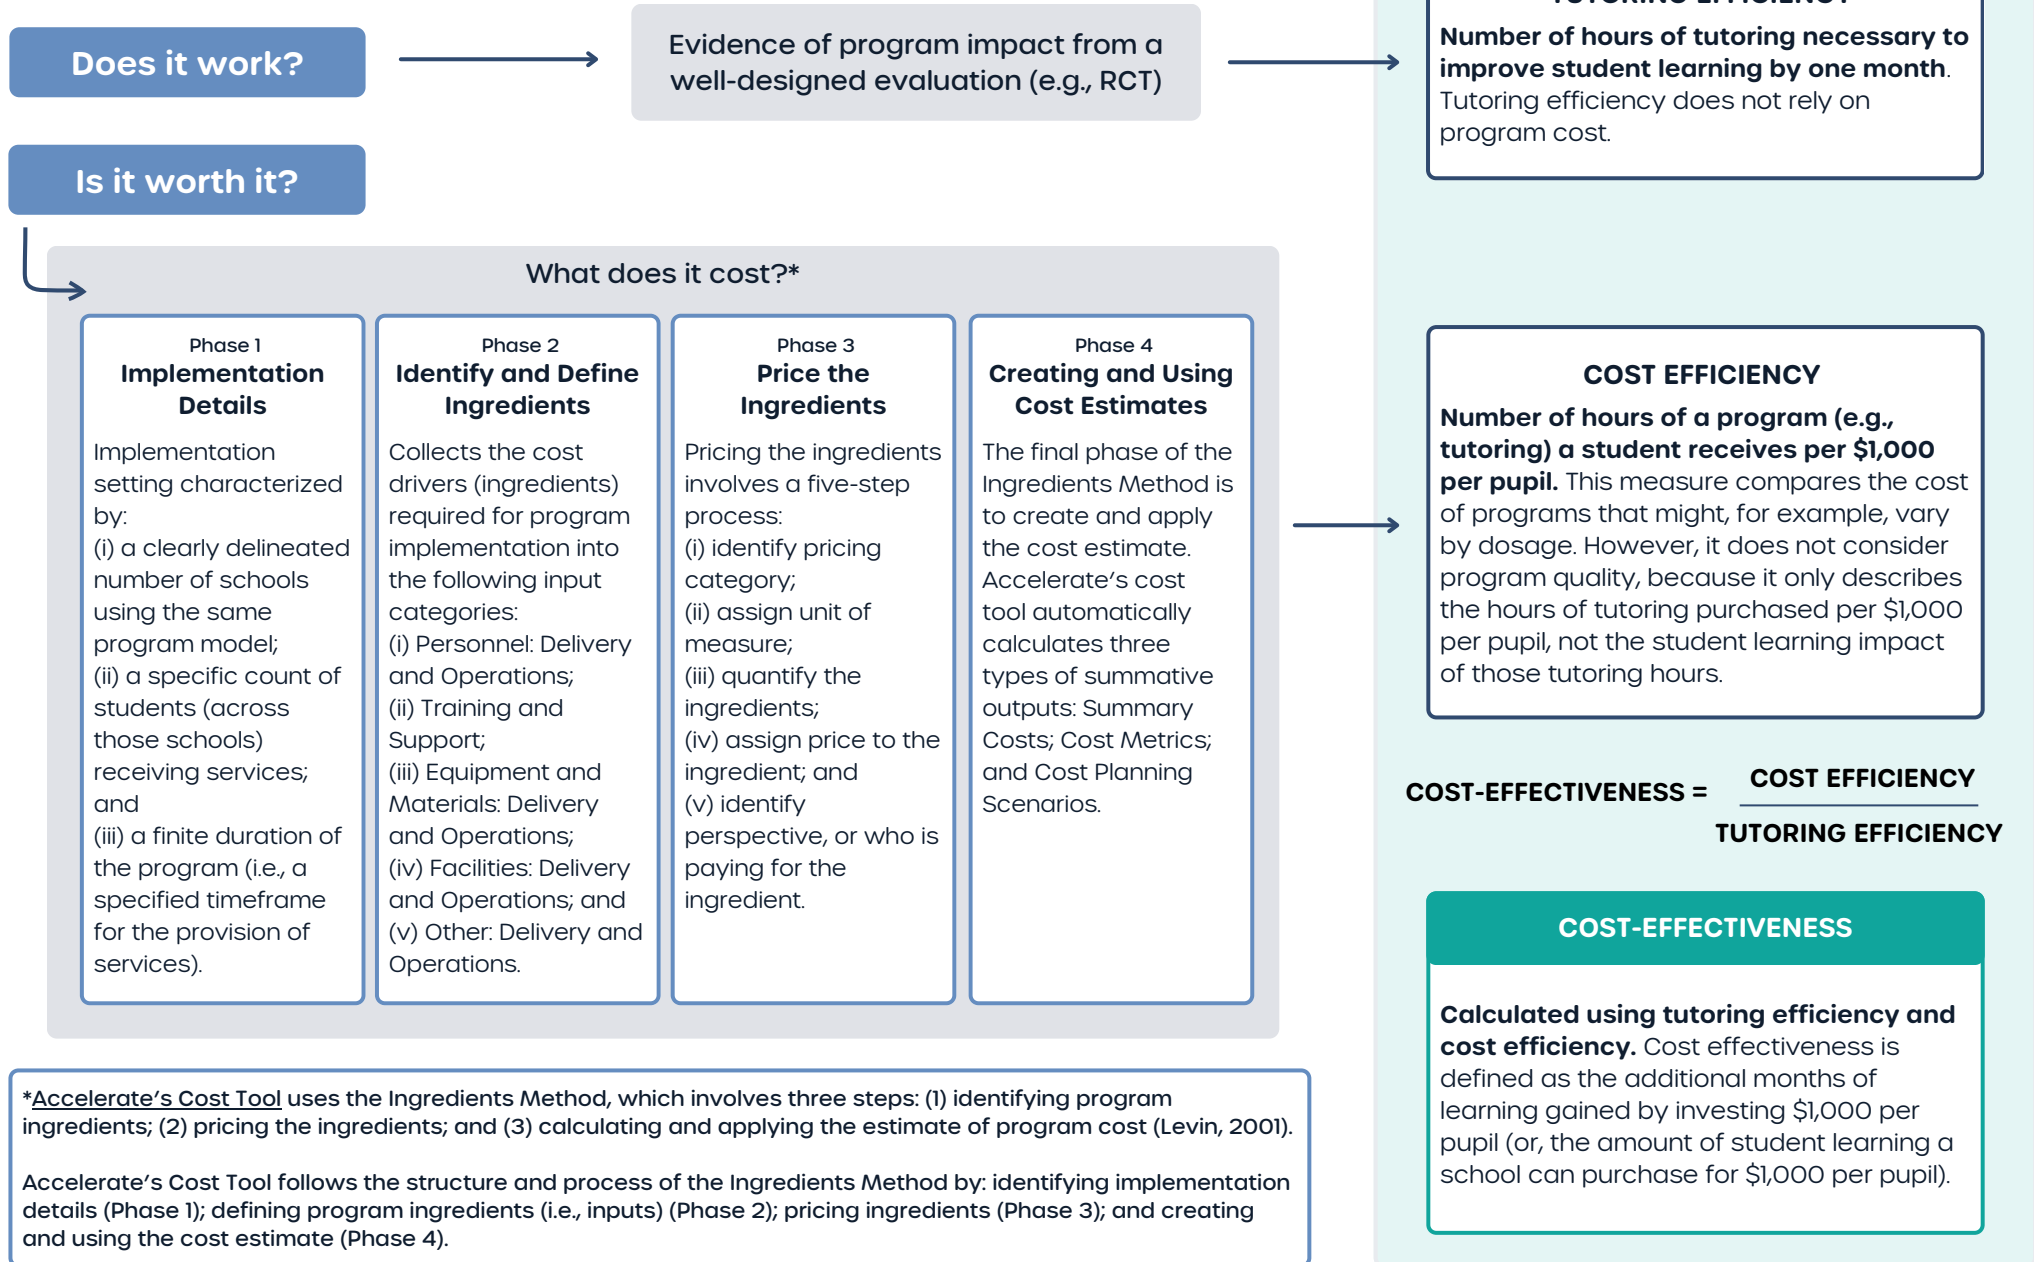 Does it work?
Evidence of program impact from a
well-designed evaluation (e.g., RCT)
TUTORING EFFICIENCY
Number of hours of tutoring necessary to
improve student learning by one month.
Tutoring efficiency does not rely on
program cost.
Is it worth it?
What does it cost?*
Phase 1
Implementation
Details
Implementation
setting characterized
by:
(i) a clearly delineated
number of schools
using the same
program model;
(ii) a specific count of
students (across
those schools)
receiving services;
and
(iii) a finite duration of
the program (i.e., a
specified timeframe
for the provision of
services).
Phase 2
Identify and Define
Ingredients
Collects the cost
drivers (ingredients)
required for program
implementation into
the following input
categories:
(i) Personnel: Delivery
and Operations;
(ii) Training and
Support;
(iii) Equipment and
Materials: Delivery
and Operations;
(iv) Facilities: Delivery
and Operations; and
(v) Other: Delivery and
Operations.
Phase 3
Price the
Ingredients
Pricing the ingredients
involves a five-step
process:
(i) identify pricing
category;
(ii) assign unit of
measure;
(iii) quantify the
ingredients;
(iv) assign price to the
ingredient; and
(v) identify
perspective, or who is
paying for the
ingredient.
Phase 4
Creating and Using
Cost Estimates
The final phase of the
Ingredients Method is
to create and apply
the cost estimate.
Accelerate's cost
tool automatically
calculates three
types of summative
outputs: Summary
Costs; Cost Metrics;
and Cost Planning
Scenarios.
COST EFFICIENCY
Number of hours of a program (e.g.,
tutoring) a student receives per $1,000
per pupil. This measure compares the cost
of programs that might, for example, vary
by dosage. However, it does not consider
program quality, because it only describes
the hours of tutoring purchased per $1,000
per pupil, not the student learning impact
of those tutoring hours.
COST-EFFECTIVENESS =
COST EFFICIENCY
TUTORING EFFICIENCY
COST-EFFECTIVENESS
Calculated using tutoring efficiency and
cost efficiency. Cost effectiveness is
defined as the additional months of
learning gained by investing $1,000 per
pupil (or, the amount of student learning a
school can purchase for $1,000 per pupil).
*Accelerate's Cost Tool uses the Ingredients Method, which involves three steps: (1) identifying program
ingredients; (2) pricing the ingredients; and (3) calculating and applying the estimate of program cost (Levin, 2001).
Accelerate's Cost Tool follows the structure and process of the Ingredients Method by: identifying implementation
details (Phase 1); defining program ingredients (i.e., inputs) (Phase 2); pricing ingredients (Phase 3); and creating
and using the cost estimate (Phase 4).